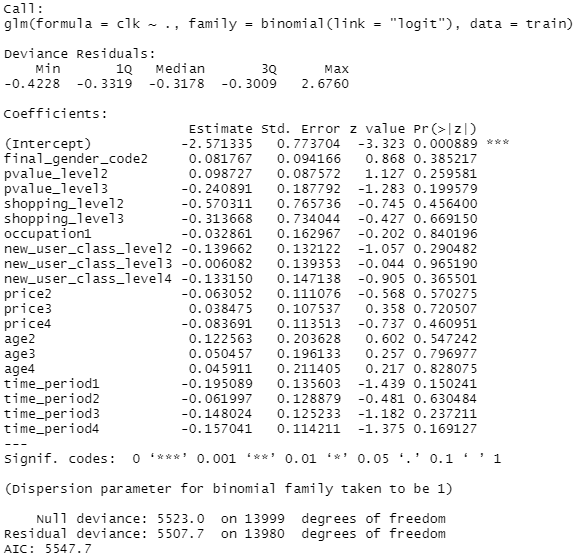 Call:
glm(formula = clk ~ ., family = binomial(link = "logit"), data = train)
Deviance Residuals:
Min 1Q Median 3Q Max
-0.4228 -0.3319 -0.3178 -0.3009 2.6760
Coefficients:
Estimate Std. Error z value Pr(>|z|)
(Intercept) -2.571335 0.773704 -3.323 0.000889 ***
final_gender_code2 0.081767 0.094166 0.868 0.385217
pvalue_level2 0.098727 0.087572 1.127 0.259581
pvalue_level3 -0.240891 0.187792 -1.283 0.199579
shopping_level2 -0.570311 0.765736 -0.745 0.456400
shopping_level3 -0.313668 0.734044 -0.427 0.669150
occupation1 -0.032861 0.162967 -0.202 0.840196
new_user_class_level2 -0.139662 0.132122 -1.057 0.290482
new_user_class_level3 -0.006082 0.139353 -0.044 0.965190
new_user_class_level4 -0.133150 0.147138 -0.905 0.365501
price2 -0.063052 0.111076 -0.568 0.570275
price3 0.038475 0.107537 0.358 0.720507
price4 -0.083691 0.113513 -0.737 0.460951
age2 0.122563 0.203628 0.602 0.547242
age3 0.050457 0.196133 0.257 0.796977
age4 0.045911 0.211405 0.217 0.828075
time_period1 -0.195089 0.135603 -1.439 0.150241
time_period2 -0.061997 0.128879 -0.481 0.630484
time_period3 -0.148024 0.125233 -1.182 0.237211
time_period4 -0.157041 0.114211 -1.375 0.169127
---
Signif. codes: 0 ‘***’ 0.001 ‘**’ 0.01 ‘*’ 0.05 ‘.’ 0.1 ‘ ’ 1
(Dispersion parameter for binomial family taken to be 1)
Null deviance: 5523.0 on 13999 degrees of freedom
Residual deviance: 5507.7 on 13980 degrees of freedom
AIC: 5547.7